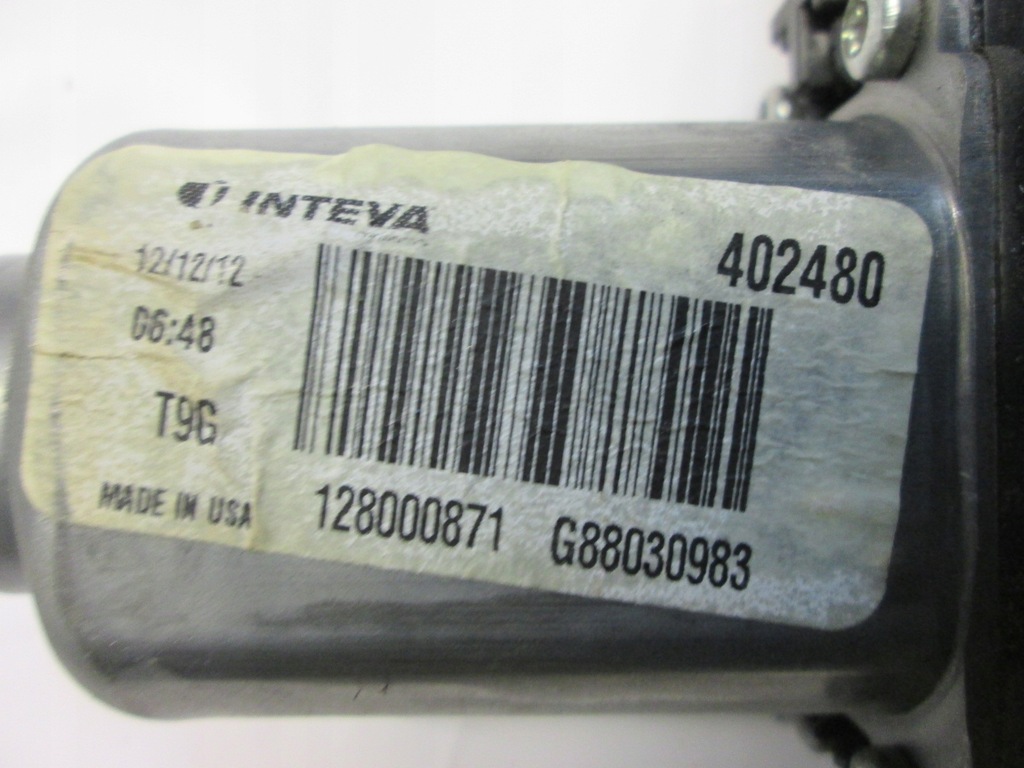 INTEVA
402480
12/12/12
06:48
T9G
MADE IN USA
128000871 G88030983